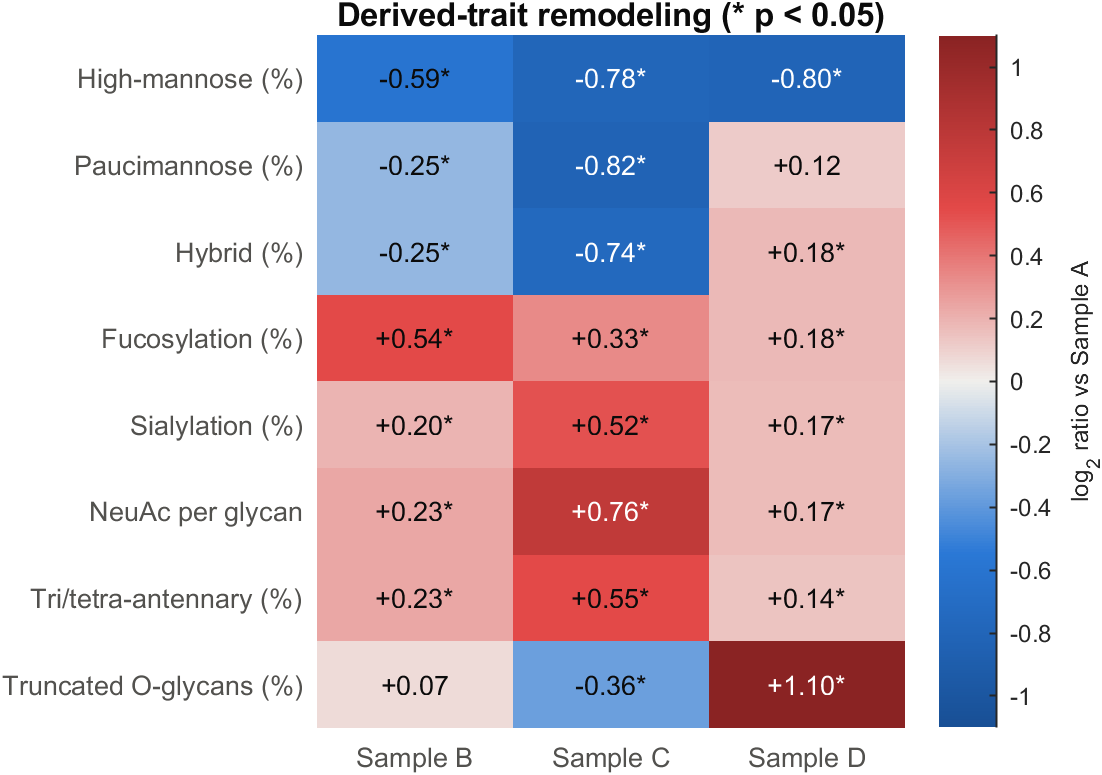 Derived-trait remodeling (* p < 0.05)
High-mannose (%) -0.59* -0.78* -0.80*
Paucimannose (%) -0.25* -0.82* +0.12
Hybrid (%) -0.25* -0.74* +0.18*
Fucosylation (%) +0.54* +0.33* +0.18*
Sialylation (%) +0.20* +0.52* +0.17*
NeuAc per glycan +0.23* +0.76* +0.17*
Tri/tetra-antennary (%) +0.23* +0.55* +0.14*
Truncated O-glycans (%) +0.07 -0.36* +1.10*
Sample B Sample C Sample D
1
0.8
0.6
0.4
0.2
0
-0.2
-0.4
-0.6
-0.8
-1
log₂ ratio vs Sample A